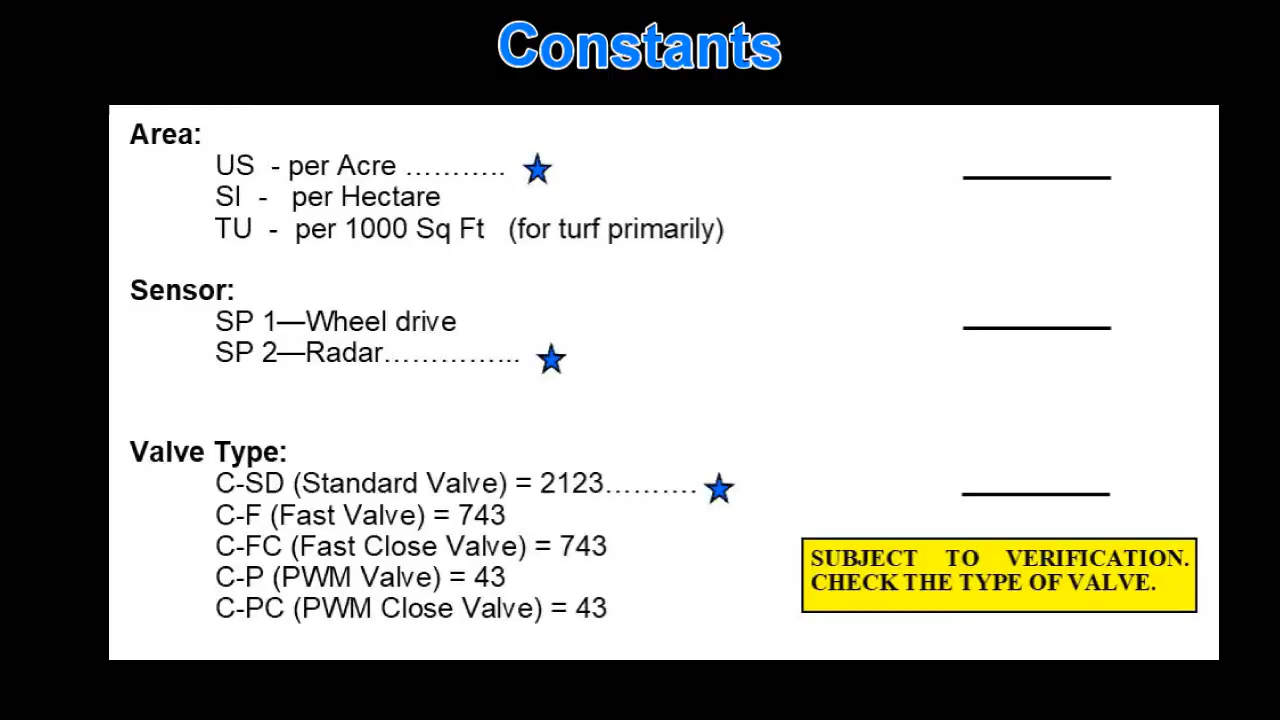 Constants
Area:
US - per Acre ………..
SI - per Hectare
TU - per 1000 Sq Ft (for turf primarily)
Sensor:
SP 1—Wheel drive
SP 2—Radar…………...
Valve Type:
C-SD (Standard Valve) = 2123……….
C-F (Fast Valve) = 743
C-FC (Fast Close Valve) = 743
C-P (PWM Valve) = 43
C-PC (PWM Close Valve) = 43
SUBJECT TO VERIFICATION.
CHECK THE TYPE OF VALVE.